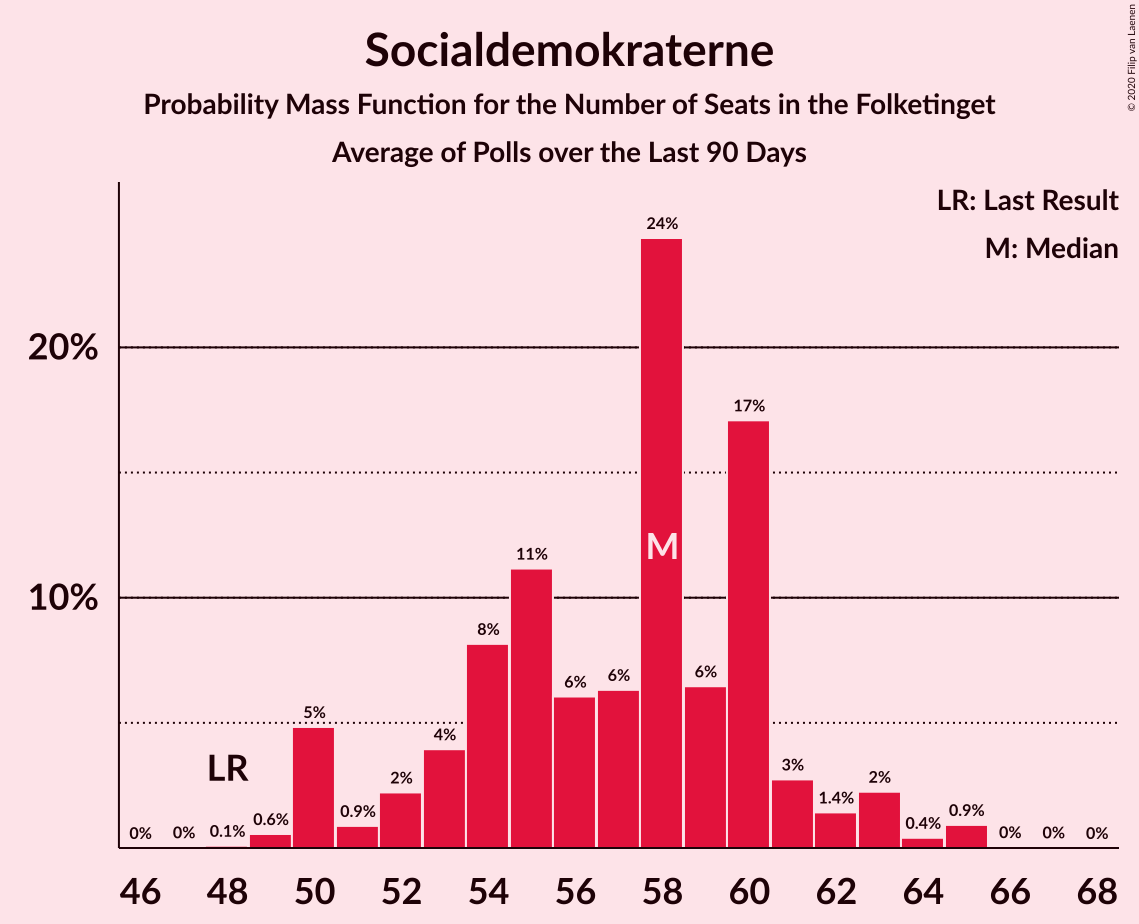 Socialdemokraterne
Probability Mass Function for the Number of Seats in the Folketinget
Average of Polls over the Last 90 Days
© 2020 Filip van Laenen
LR: Last Result
M: Median
20%
10%
0%
0%
0.1%
0.6%
5%
0.9%
2%
4%
8%
11%
6%
6%
24%
6%
17%
3%
1.4%
2%
0.4%
0.9%
0%
0%
0%
LR
M
46 48 50 52 54 56 58 60 62 64 66 68